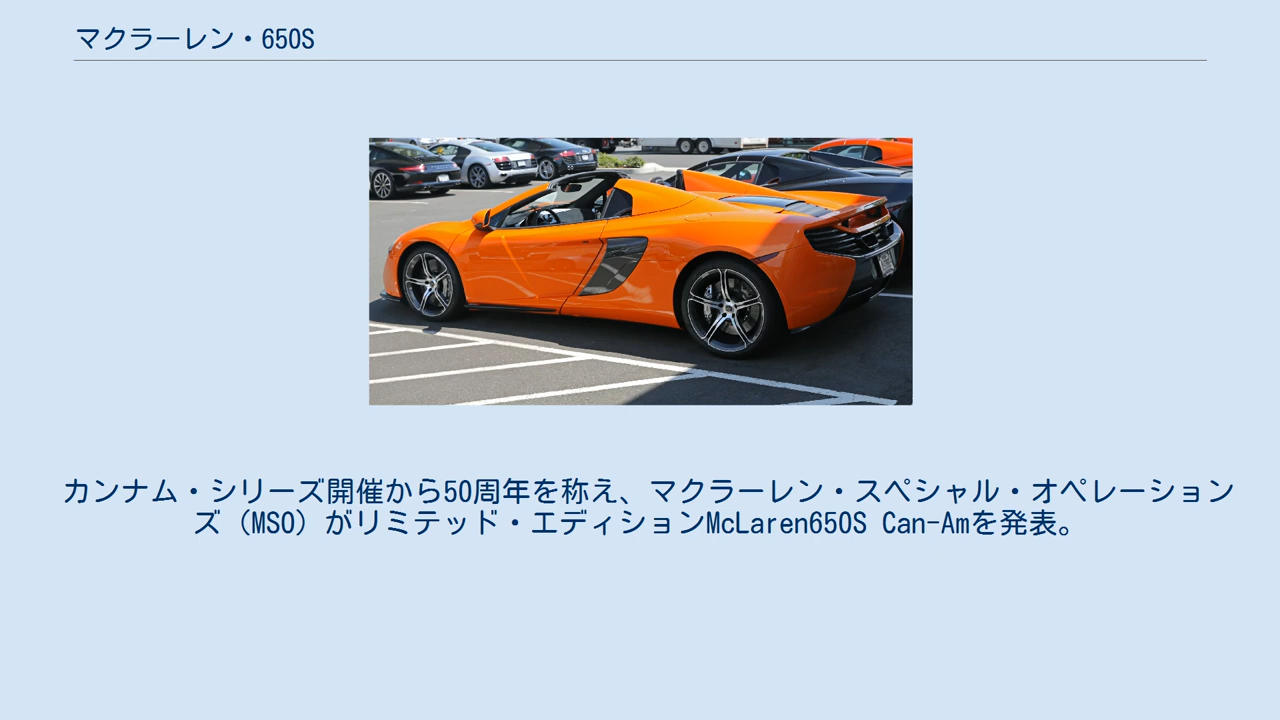 マクラーレン・650S
カンナム・シリーズ開催から50周年を称え、マクラーレン・スペシャル・オペレーション
ズ（MSO）がリミテッド・エディションMcLaren650S Can-Amを発表。